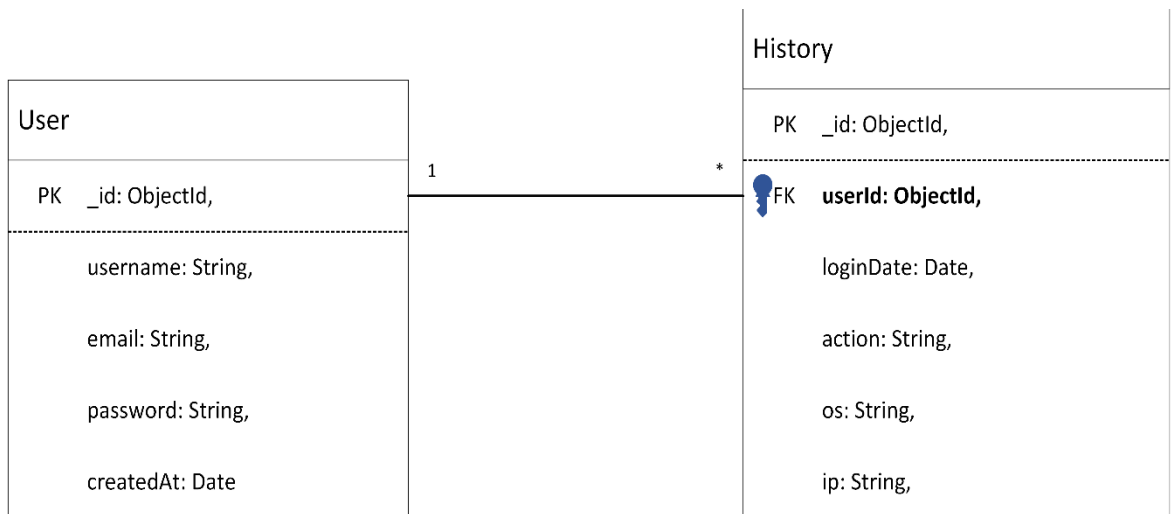 User
PK _id: ObjectId,
username: String,
email: String,
password: String,
createdAt: Date
1 *
History
PK _id: ObjectId,
FK userId: ObjectId,
loginDate: Date,
action: String,
os: String,
ip: String,